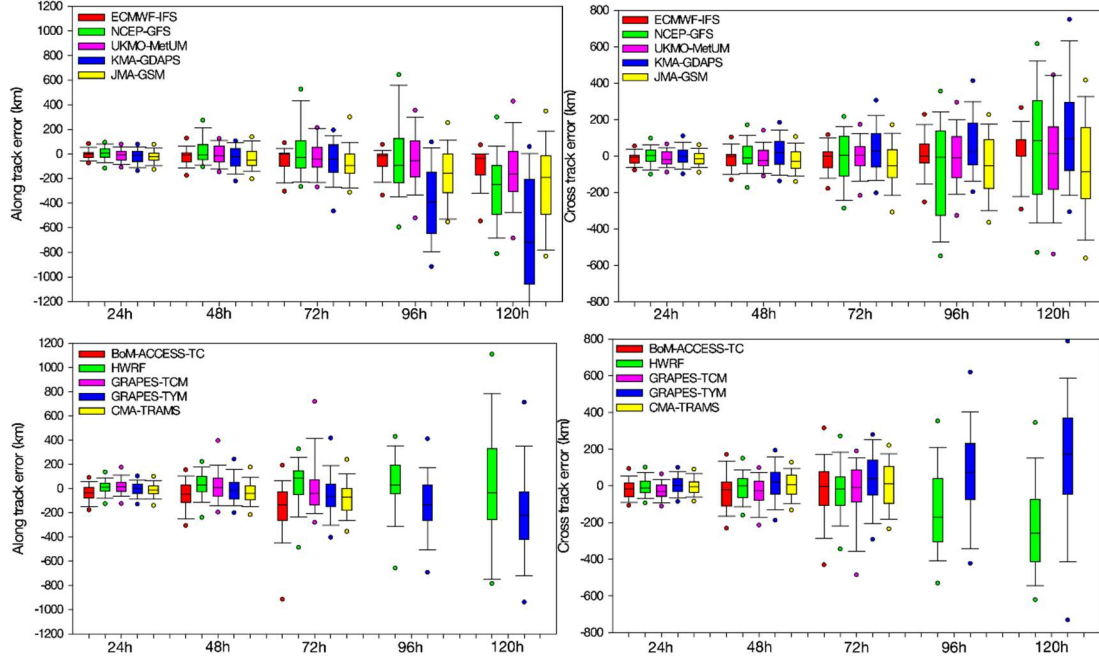 1200
1000
800
600
400
200
0
-200
-400
-600
-800
-1000
1200
Along track error (km)
ECMWF-IFS
NCEP-GFS
UKMO-MetUM
KMA-GDAPS
JMA-GSM
24h 48h 72h 96h 120h
800
600
400
200
0
-200
-400
-600
-800
Cross track error (km)
ECMWF-IFS
NCEP-GFS
UKMO-MetUM
KMA-GDAPS
JMA-GSM
24h 48h 72h 96h 120h
1200
1000
800
600
400
200
0
-200
-400
-600
-800
-1000
-1200
Along track error (km)
BoM-ACCESS-TC
HWRF
GRAPES-TCM
GRAPES-TYM
CMA-TRAMS
24h 48h 72h 96h 120h
800
600
400
200
0
-200
-400
-600
-800
Cross track error (km)
BoM-ACCESS-TC
HWRF
GRAPES-TCM
GRAPES-TYM
CMA-TRAMS
24h 48h 72h 96h 120h